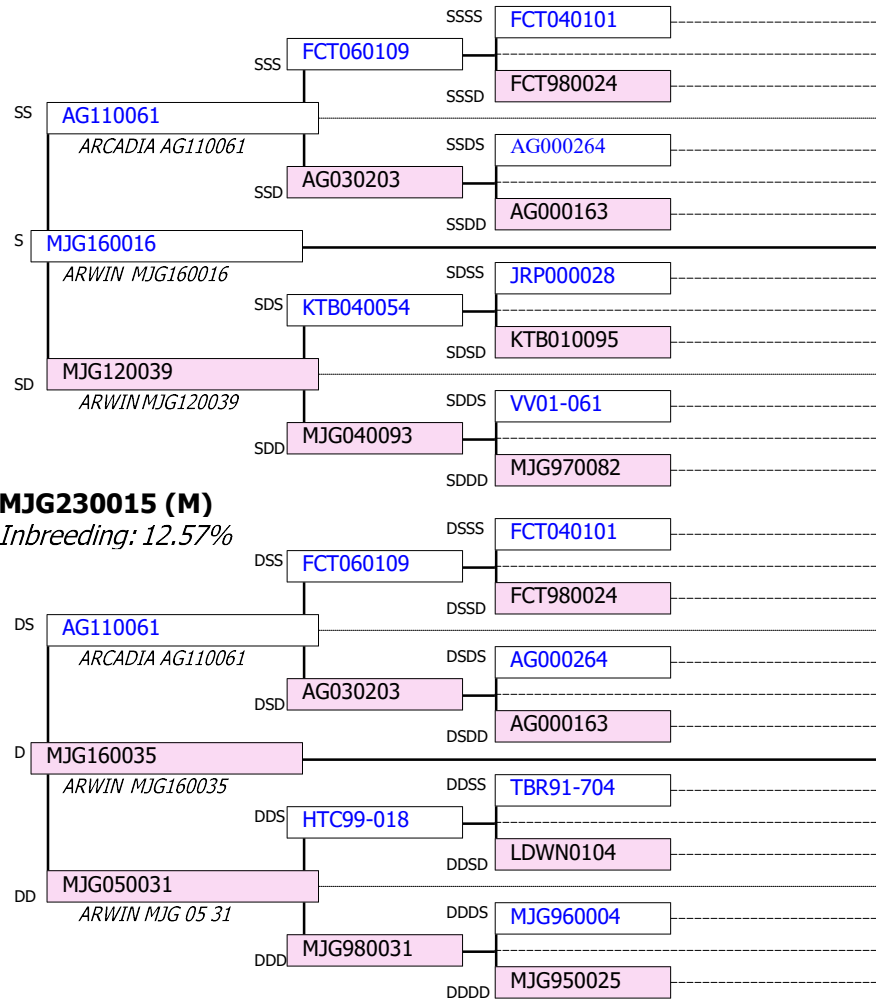 SSSS FCT040101
SSS FCT060109
SSSD FCT980024
SS AG110061
ARCADIA AG110061
SSDS AG000264
SSD AG030203
SSDD AG000163
S MJG160016
ARWIN MJG160016
SDSS JRP000028
SDS KTB040054
SDSD KTB010095
SD MJG120039
ARWIN MJG120039
SDDS VV01-061
SDD MJG040093
SDDD MJG970082
MJG230015 (M)
Inbreeding: 12.57%
DSSS FCT040101
DSS FCT060109
DSSD FCT980024
DS AG110061
ARCADIA AG110061
DSDS AG000264
DSD AG030203
DSDD AG000163
D MJG160035
ARWIN MJG160035
DDSS TBR91-704
DDS HTC99-018
DDSD LDWN0104
DD MJG050031
ARWIN MJG 05 31
DDDS MJG960004
DDD MJG980031
DDDD MJG950025